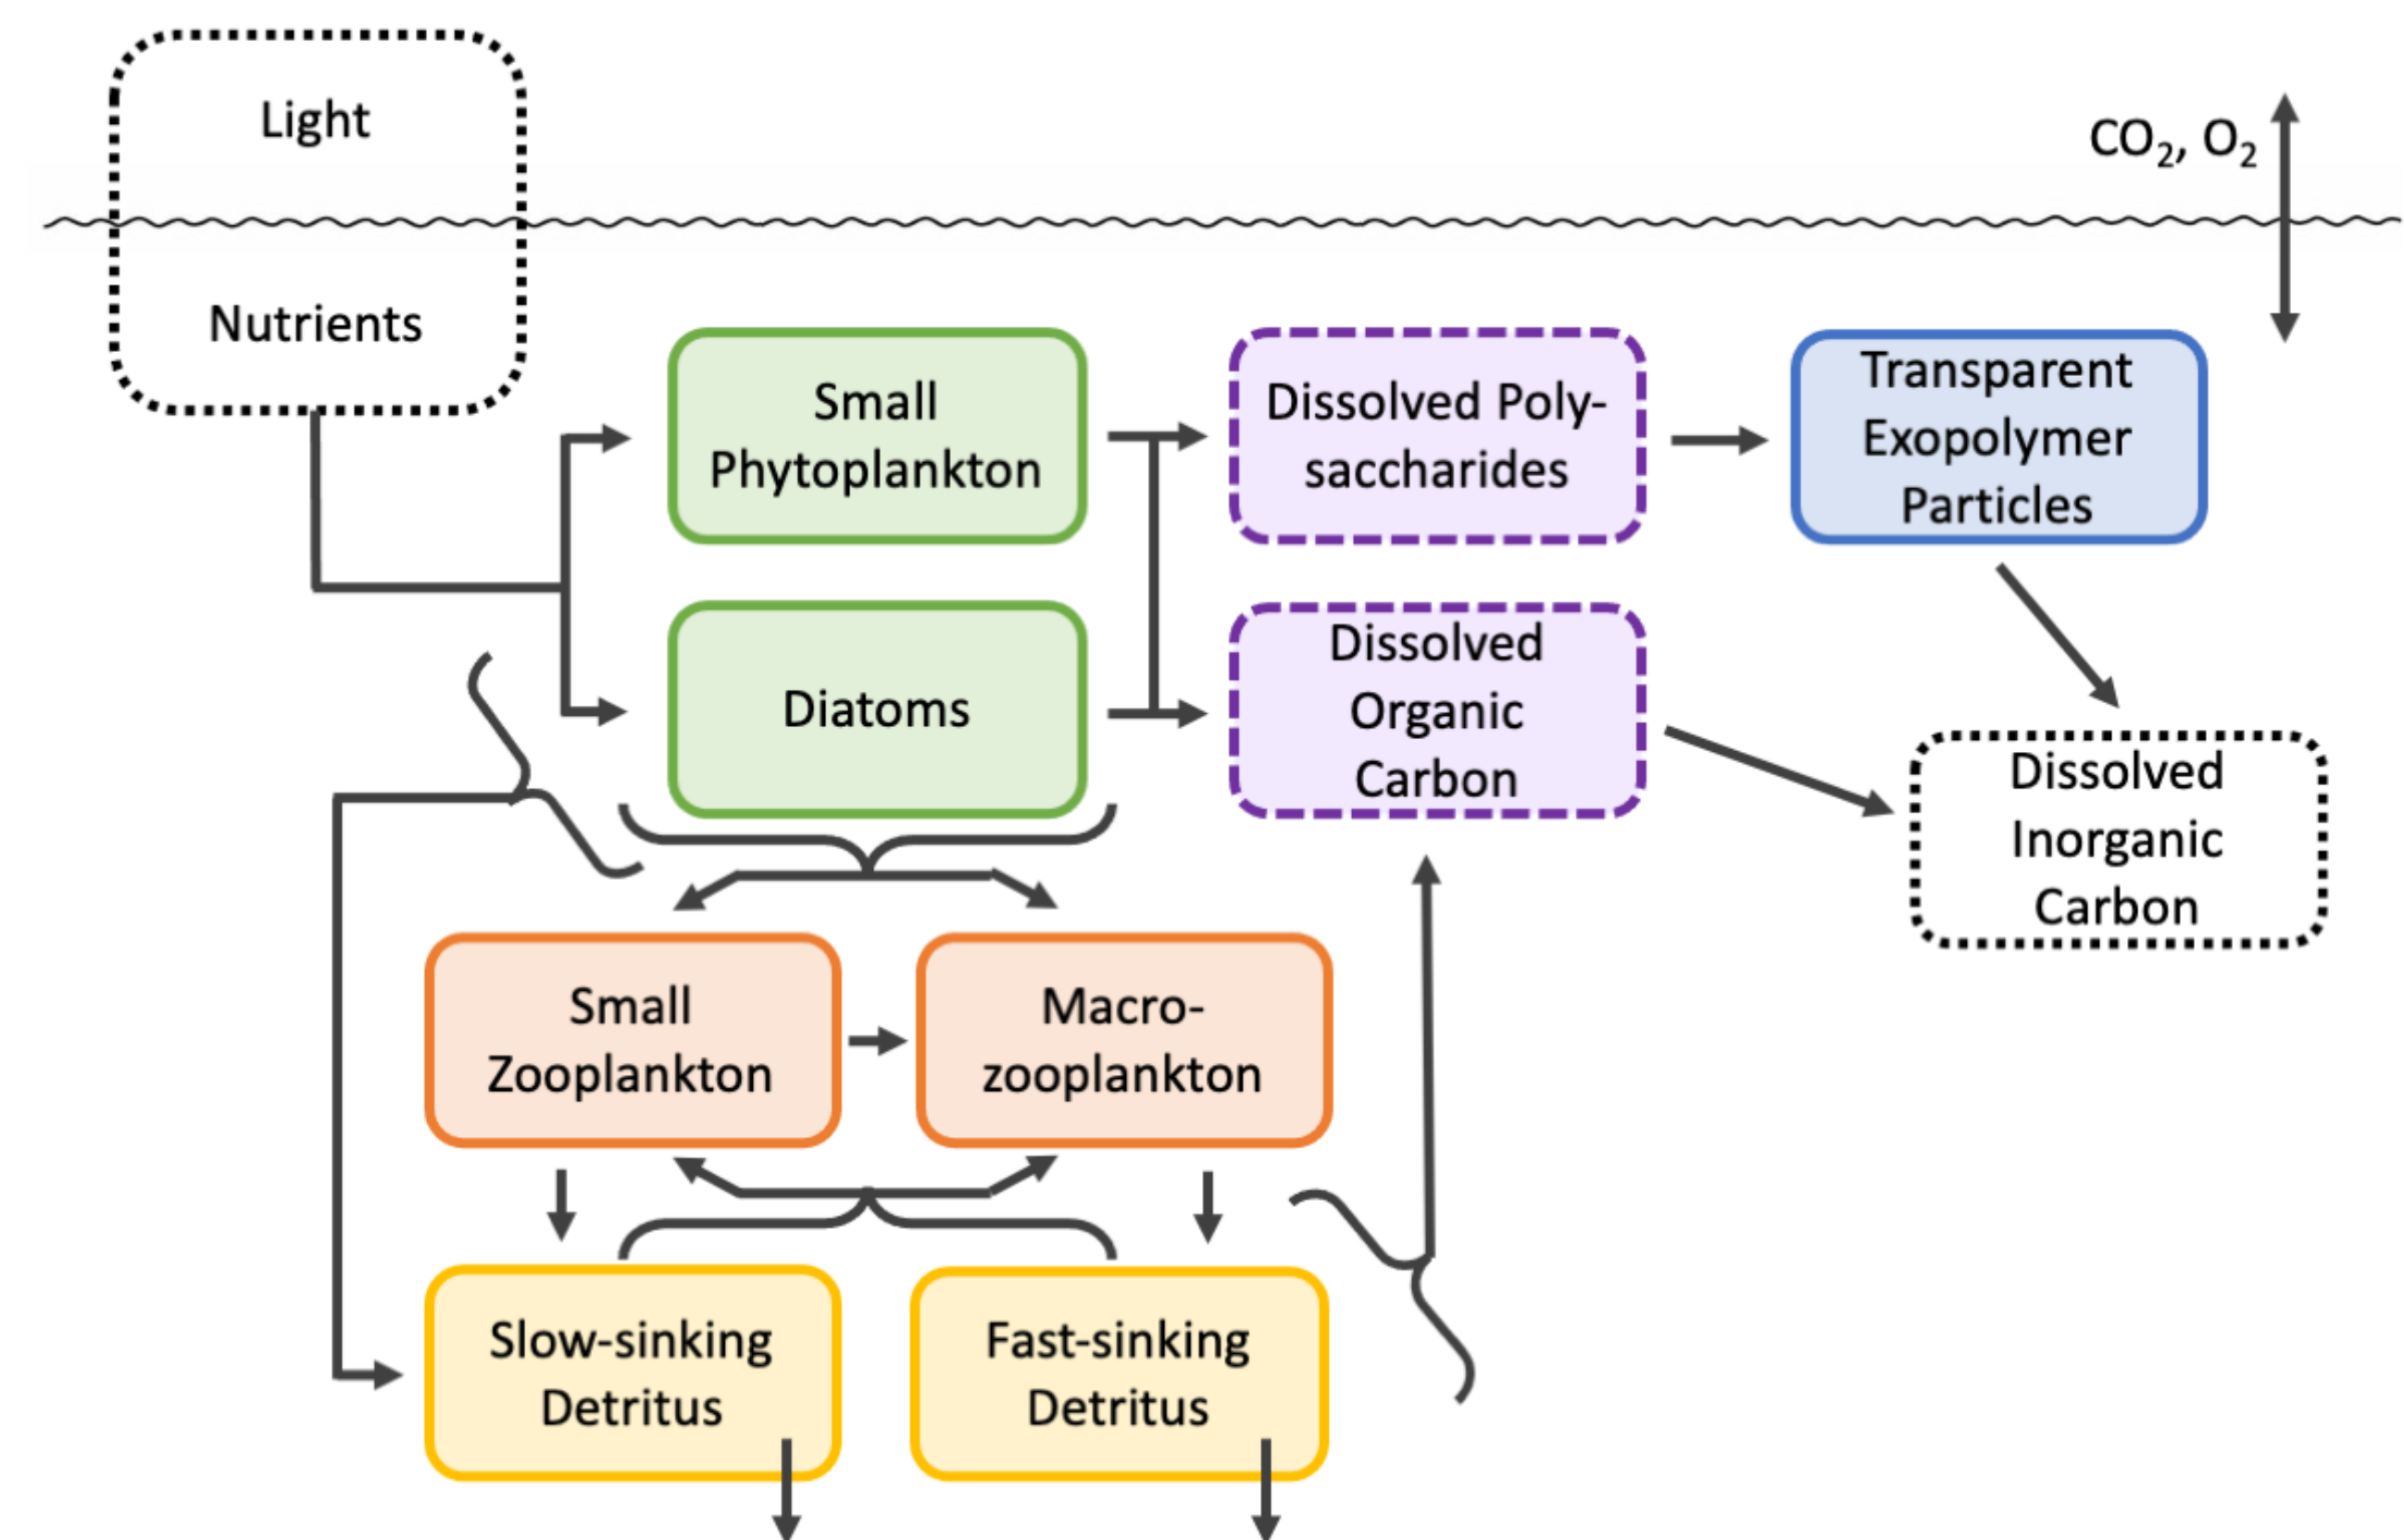 Light
CO₂, O₂
Nutrients
Small
Phytoplankton
Dissolved Poly-
saccharides
Transparent
Exopolymer
Particles
Diatoms
Dissolved
Organic
Carbon
Dissolved
Inorganic
Carbon
Small
Zooplankton
Macro-
zooplankton
Slow-sinking
Detritus
Fast-sinking
Detritus